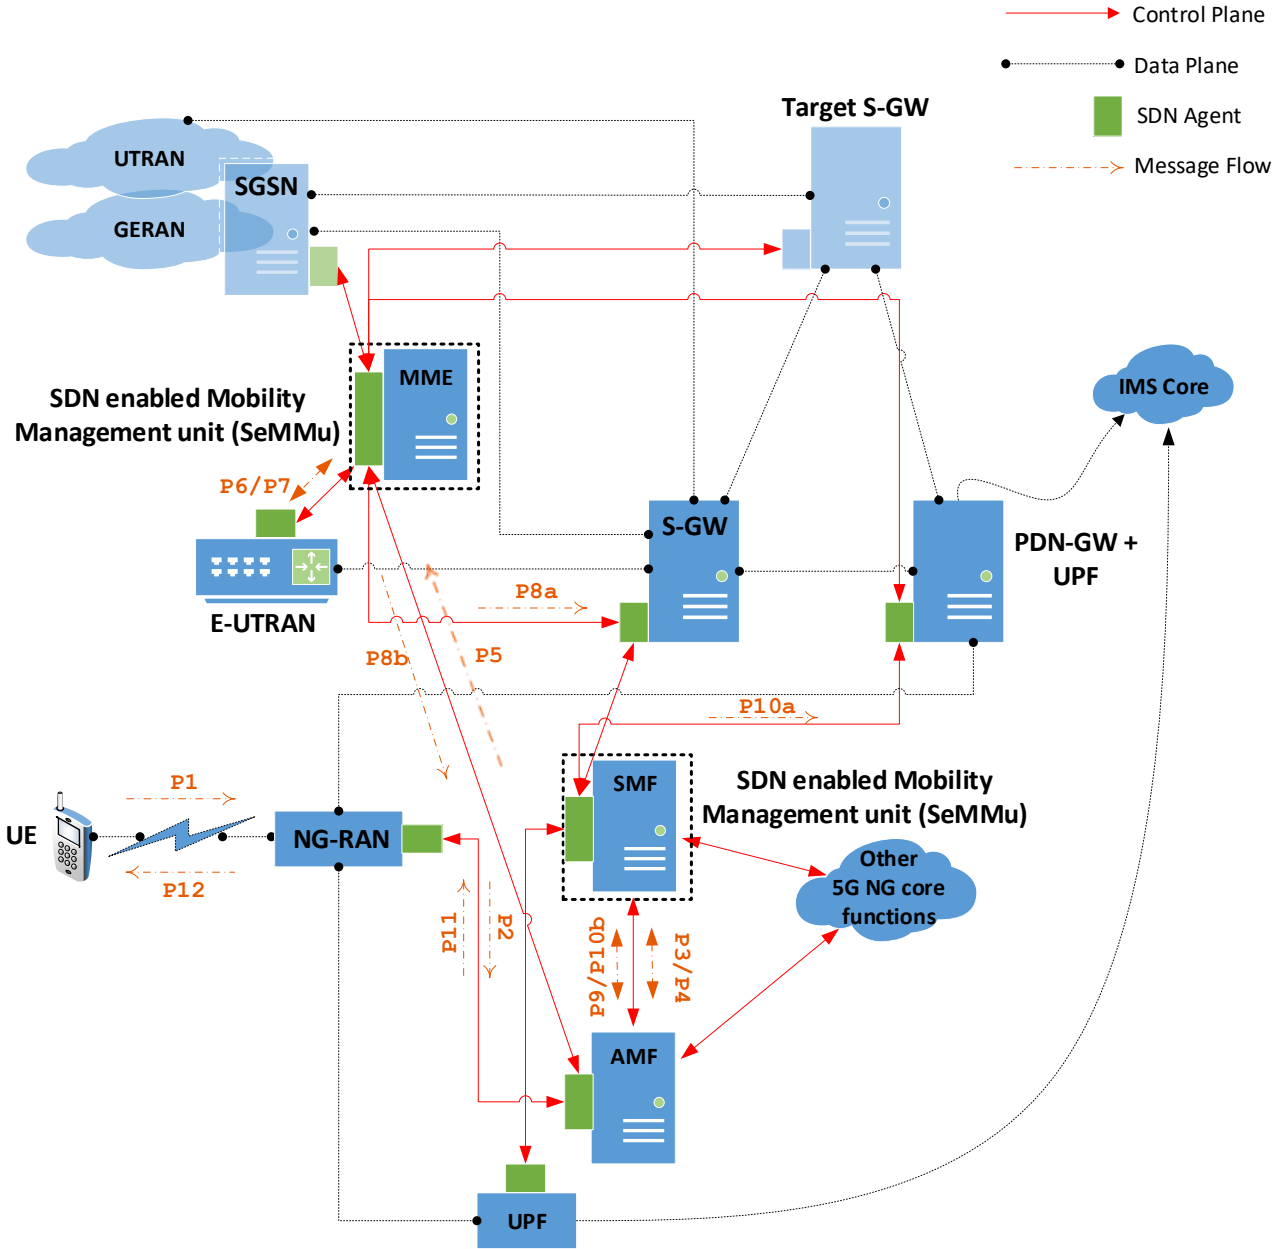 Control Plane
Data Plane
SDN Agent
Message Flow
Target S-GW
UTRAN
SGSN
GERAN
MME
SDN enabled Mobility
Management unit (SeMMu)
IMS Core
P6/P7
S-GW
PDN-GW +
UPF
E-UTRAN
P8a
P8b
P5
P10a
SMF
SDN enabled Mobility
Management unit (SeMMu)
P1
UE
NG-RAN
P12
Other
5G NG core
functions
P11
P2
P9/P10b
P3/P4
AMF
UPF